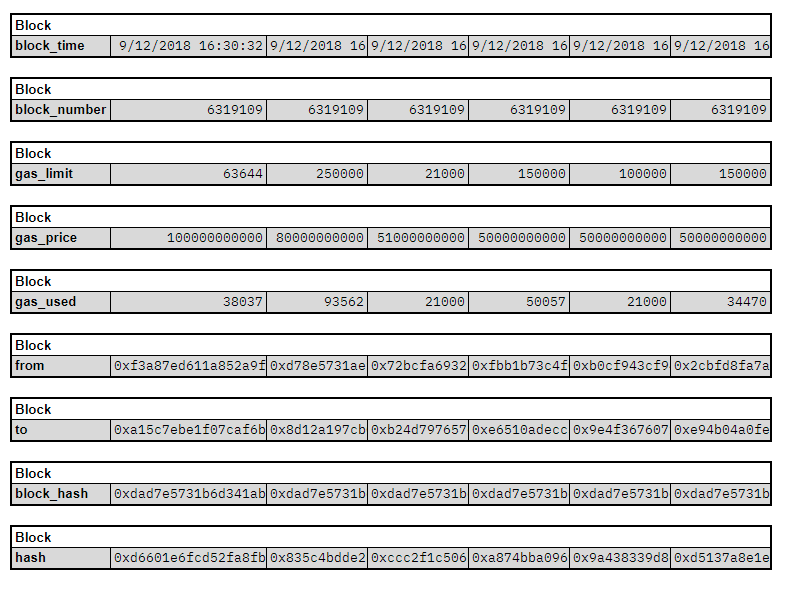 Block
block_time 9/12/2018 16:30:32 9/12/2018 16 9/12/2018 16 9/12/2018 16 9/12/2018 16 9/12/2018 16
Block
block_number 6319109 6319109 6319109 6319109 6319109 6319109
Block
gas_limit 63644 250000 21000 150000 100000 150000
Block
gas_price 100000000000 80000000000 51000000000 50000000000 50000000000 50000000000
Block
gas_used 38037 93562 21000 50057 21000 34470
Block
from 0xf3a87ed611a852a9f 0xd78e5731ae 0x72bcfa6932 0xfbb1b73c4f 0xb0cf943cf9 0x2cbfd8fa7a
Block
to 0xa15c7ebe1f07caf6b 0x8d12a197cb 0xb24d797657 0xe6510adecc 0x9e4f367607 0xe94b04a0fe
Block
block_hash 0xdad7e5731b6d341ab 0xdad7e5731b 0xdad7e5731b 0xdad7e5731b 0xdad7e5731b 0xdad7e5731b
Block
hash 0xd6601e6fcd52fa8fb 0x835c4bdde2 0xccc2f1c506 0xa874bba096 0x9a438339d8 0xd5137a8e1e